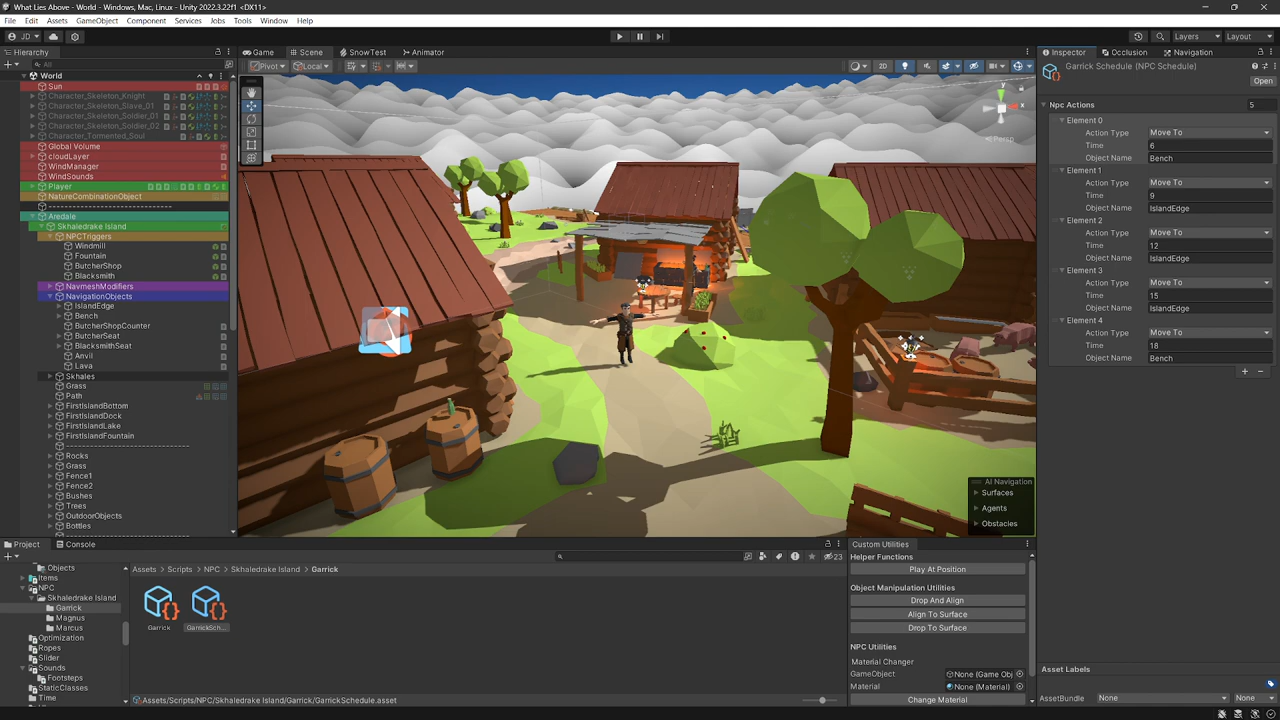 What Lies Above - World - Windows, Mac, Linux - Unity 2022.3.22f1 <DX11>
File Edit Assets GameObject Component Services Jobs Tools Window Help
JD Layers Layout
Hierarchy
All
World
Sun
Character_Skeleton_Knight
Character_Skeleton_Slave_01
Character_Skeleton_Soldier_01
Character_Skeleton_Soldier_02
Character_Tormented_Soul
Global Volume
cloudLayer
WindManager
WindSounds
Player
NatureCombinationObject
--------------------------------
Aredale
Skhaledrake Island
NPCTriggers
Windmill
Fountain
ButcherShop
Blacksmith
NavmeshModifiers
NavigationObjects
IslandEdge
Bench
ButcherShopCounter
ButcherSeat
BlacksmithSeat
Anvil
Lava
Skhales
Grass
Path
FirstIslandBottom
FirstIslandDock
FirstIslandLake
FirstIslandFountain
--------------------------------
Rocks
Grass
Fence1
Fence2
Bushes
Trees
OutdoorObjects
Bottles
Game Scene SnowTest Animator
Pivot Local 2D
y
x
Persp
AI Navigation
Surfaces
Agents
Obstacles
Inspector Occlusion Navigation
Garrick Schedule (NPC Schedule)
Open
Npc Actions 5
Element 0
Action Type Move To
Time 6
Object Name Bench
Element 1
Action Type Move To
Time 9
Object Name IslandEdge
Element 2
Action Type Move To
Time 12
Object Name IslandEdge
Element 3
Action Type Move To
Time 15
Object Name IslandEdge
Element 4
Action Type Move To
Time 18
Object Name Bench
Asset Labels
AssetBundle None None
Project Console
23
Objects
Items
NPC
Skhaledrake Island
Garrick
Magnus
Marcus
Optimization
Ropes
Slider
Sounds
Footsteps
StaticClasses
Time
Assets > Scripts > NPC > Skhaledrake Island > Garrick
Garrick
GarrickSch...
Assets/Scripts/NPC/Skhaledrake Island/Garrick/GarrickSchedule.asset
Custom Utilities
Helper Functions
Play At Position
Object Manipulation Utilities
Drop And Align
Align To Surface
Drop To Surface
NPC Utilities
Material Changer
GameObject None (Game Obj
Material None (Material)
Change Material